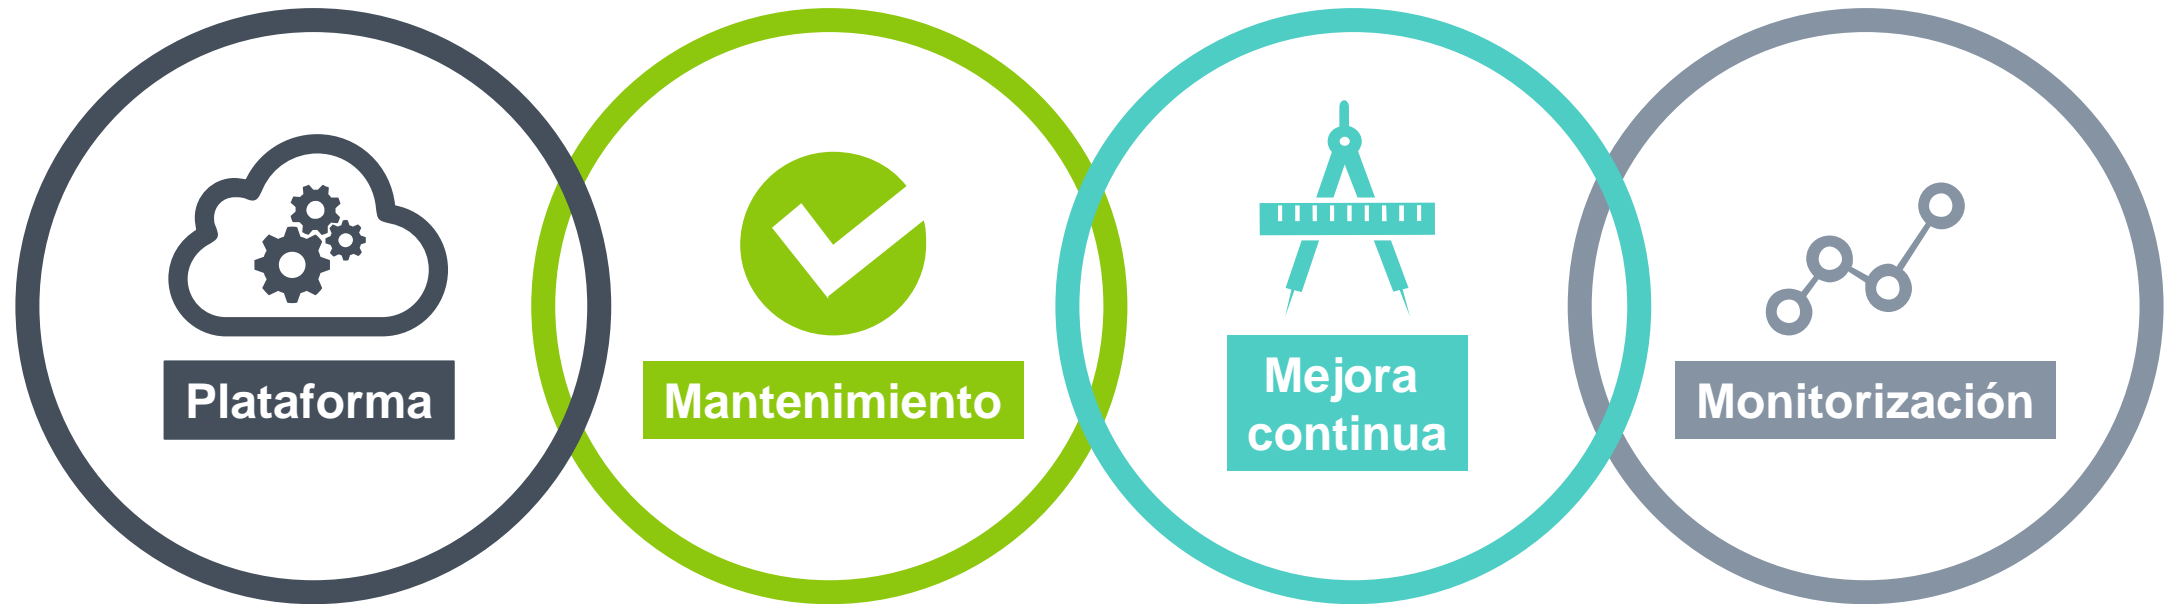 Plataforma
Mantenimiento
Mejora
continua
Monitorización